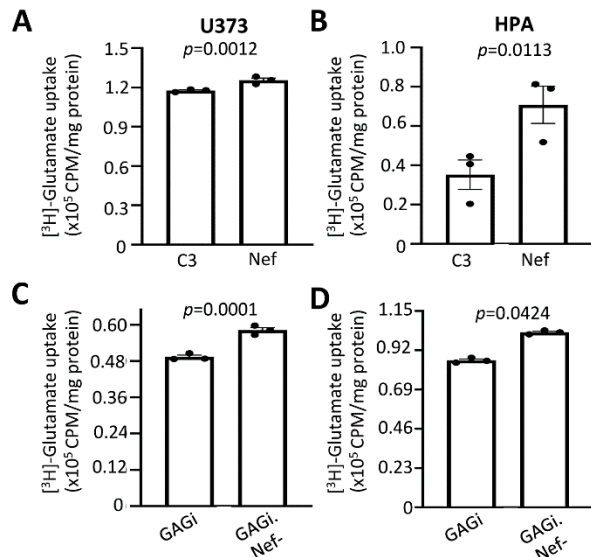 A
U373
p=0.0012
[³H]-Glutamate uptake
(x10⁵ CPM/mg protein)
1.5
1.2
1.2
1.6
1.3
0
C3
Nef
B
HPA
p=0.0113
[³H]-Glutamate uptake
(x10⁵ CPM/mg protein)
1.0
0.8
0.6
0.4
0.2
0
C3
Nef
C
p=0.0001
[³H]-Glutamate uptake
(x10⁵ CPM/mg protein)
0.60
0.48
0.36
0.24
0.12
0
GAGi
GAGi.
Nef-
D
p=0.0424
[³H]-Glutamate uptake
(x10⁵ CPM/mg protein)
1.15
0.92
0.69
0.46
0.23
0
GAGi
GAGi.
Nef-